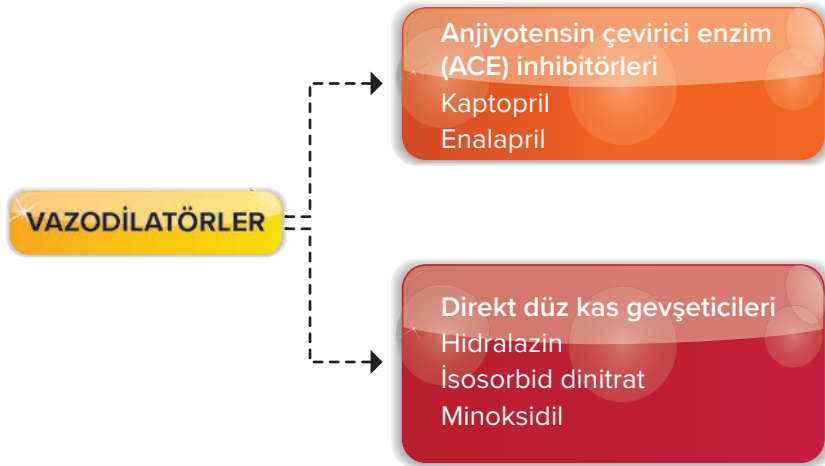 Anjiyotensin çevirici enzim
(ACE) inhibitörleri
Kaptopril
Enalapril
VAZODİLATÖRLER
Direkt düz kas gevşeticileri
Hidralazin
İsosorbid dinitrat
Minoksidil